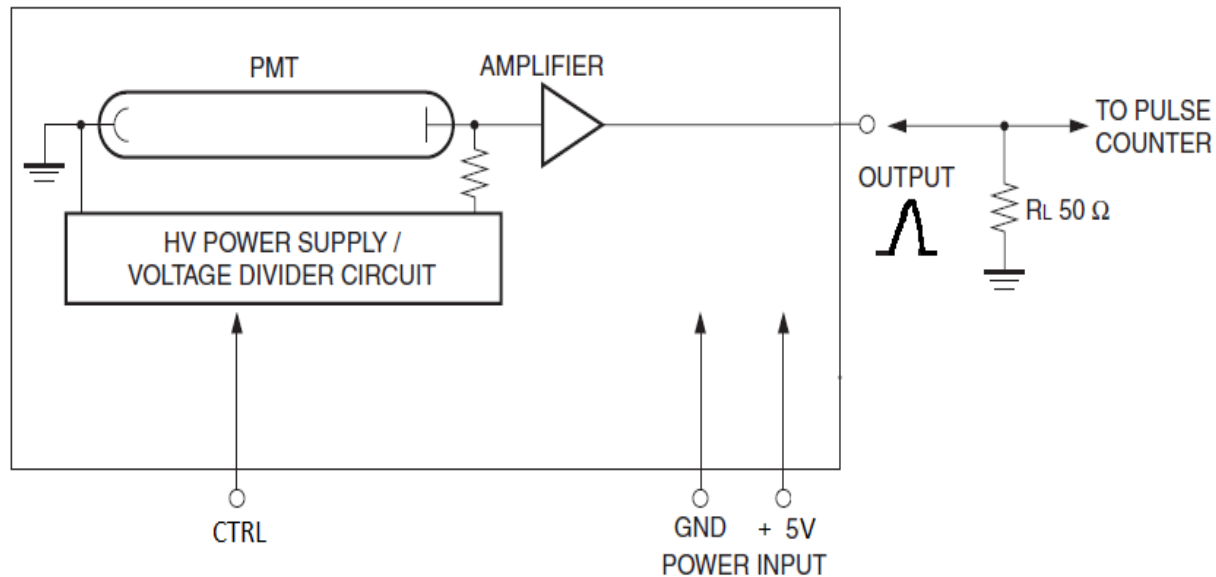 PMT
AMPLIFIER
TO PULSE
COUNTER
OUTPUT
RL 50 Ω
HV POWER SUPPLY /
VOLTAGE DIVIDER CIRCUIT
CTRL
GND + 5V
POWER INPUT